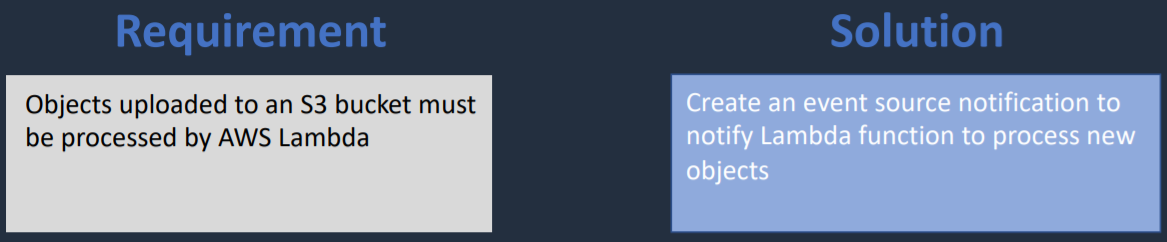 Requirement
Solution
Objects uploaded to an S3 bucket must
be processed by AWS Lambda
Create an event source notification to
notify Lambda function to process new
objects